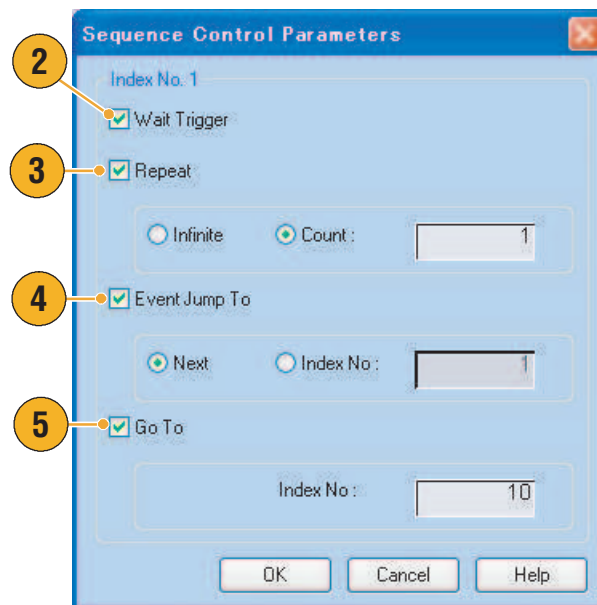 Sequence Control Parameters
Index No. 1
2
Wait Trigger
3
Repeat
Infinite Count : 1
4
Event Jump To
Next Index No : 1
5
Go To
Index No : 10
OK Cancel Help